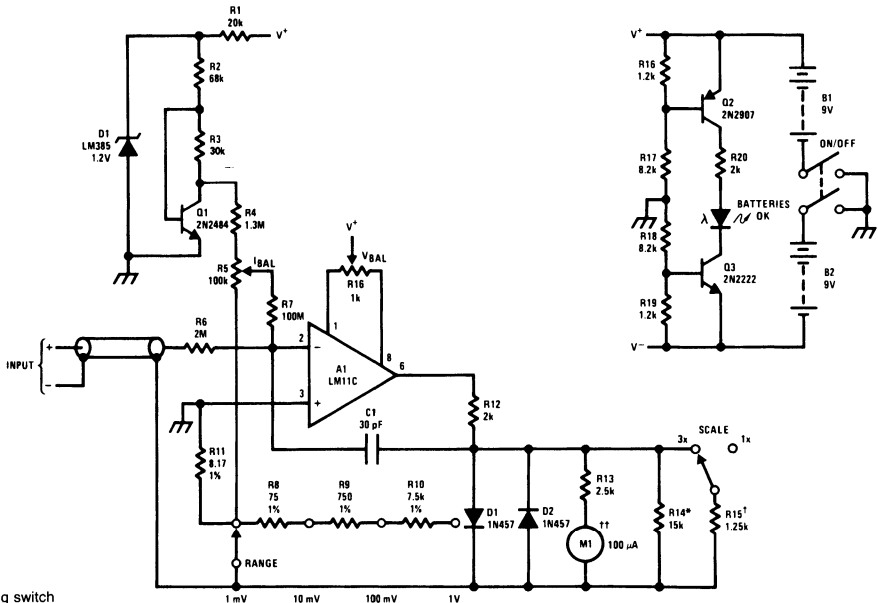 R1
20k
V+
R2
68k
D1
LM385
1.2V
R3
30k
Q1
2N2484
R4
1.3M
R5
100k
IBAL
V+
VBAL
R16
1k
R7
100M
R6
2M
INPUT
+
-
2
-
1
A1
LM11C
8
6
3
+
C1
30 pF
R12
2k
R11
8.17
1%
R8
75
1%
R9
750
1%
R10
7.5k
1%
D1
1N457
D2
1N457
R13
2.5k
M1
††
100 μA
R14*
15k
SCALE
3x
1x
R15†
1.25k
RANGE
1 mV
10 mV
100 mV
1V
g switch
V+
R16
1.2k
Q2
2N2907
B1
9V
R17
8.2k
R20
2k
ON/OFF
λ
BATTERIES
OK
R18
8.2k
Q3
2N2222
B2
9V
R19
1.2k
V-